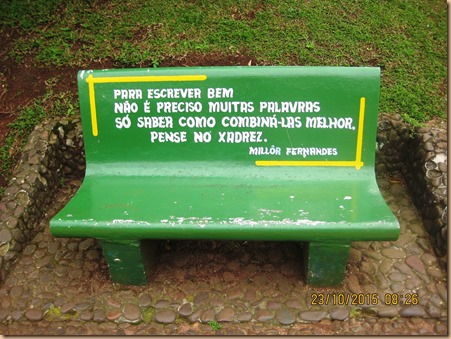 PARA ESCREVER BEM
NÃO É PRECISO MUITAS PALAVRAS
SÓ SABER COMO COMBINÁ-LAS MELHOR.
PENSE NO XADREZ.
MILLÔR FERNANDES
23/10/2015 08:26